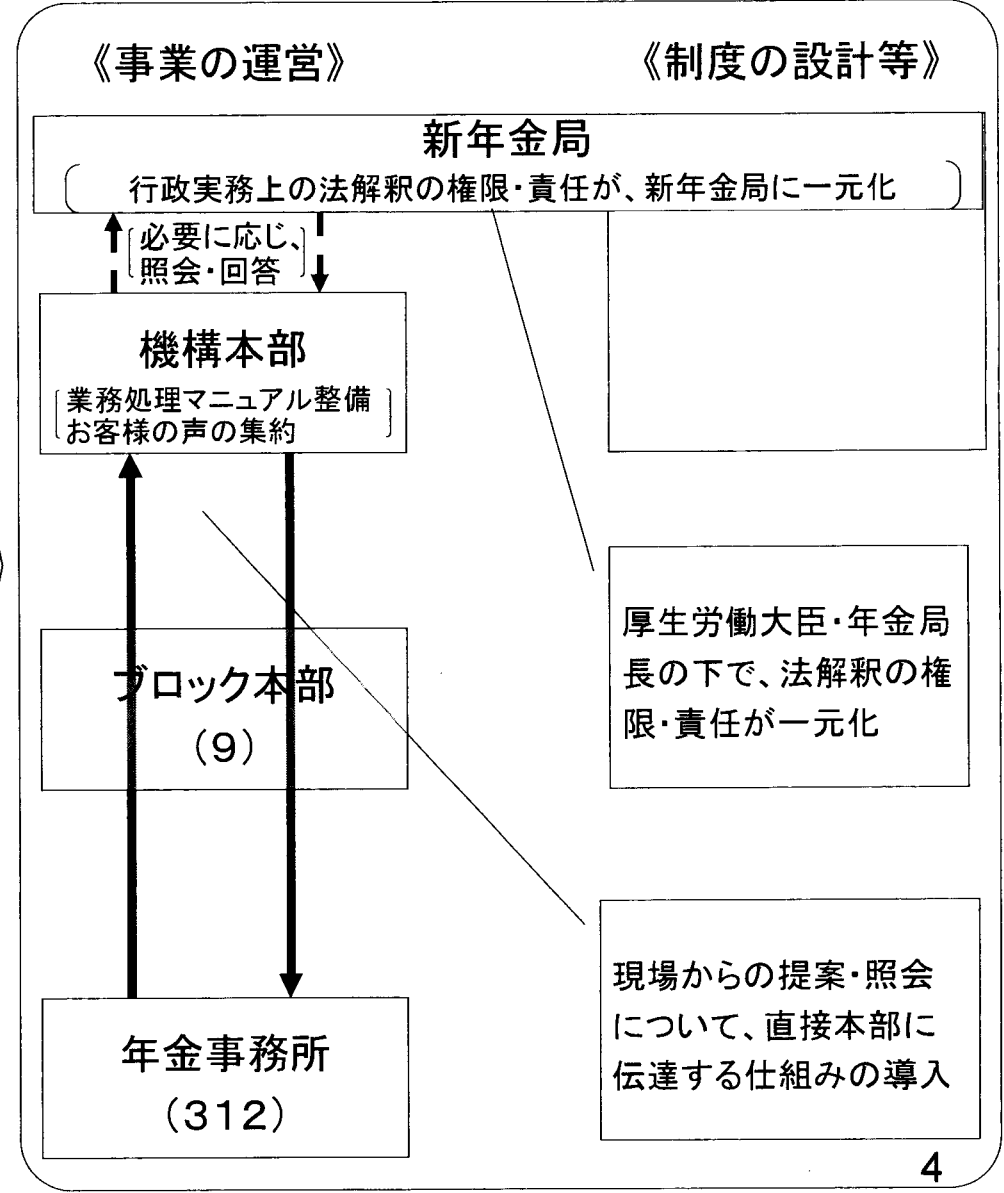 《事業の運営》
《制度の設計等》
新年金局
行政実務上の法解釈の権限・責任が、新年金局に一元化
必要に応じ、
照会・回答
機構本部
業務処理マニュアル整備
お客様の声の集約
ブロック本部
（9）
年金事務所
（312）
厚生労働大臣・年金局
長の下で、法解釈の権
限・責任が一元化
現場からの提案・照会
について、直接本部に
伝達する仕組みの導入
4